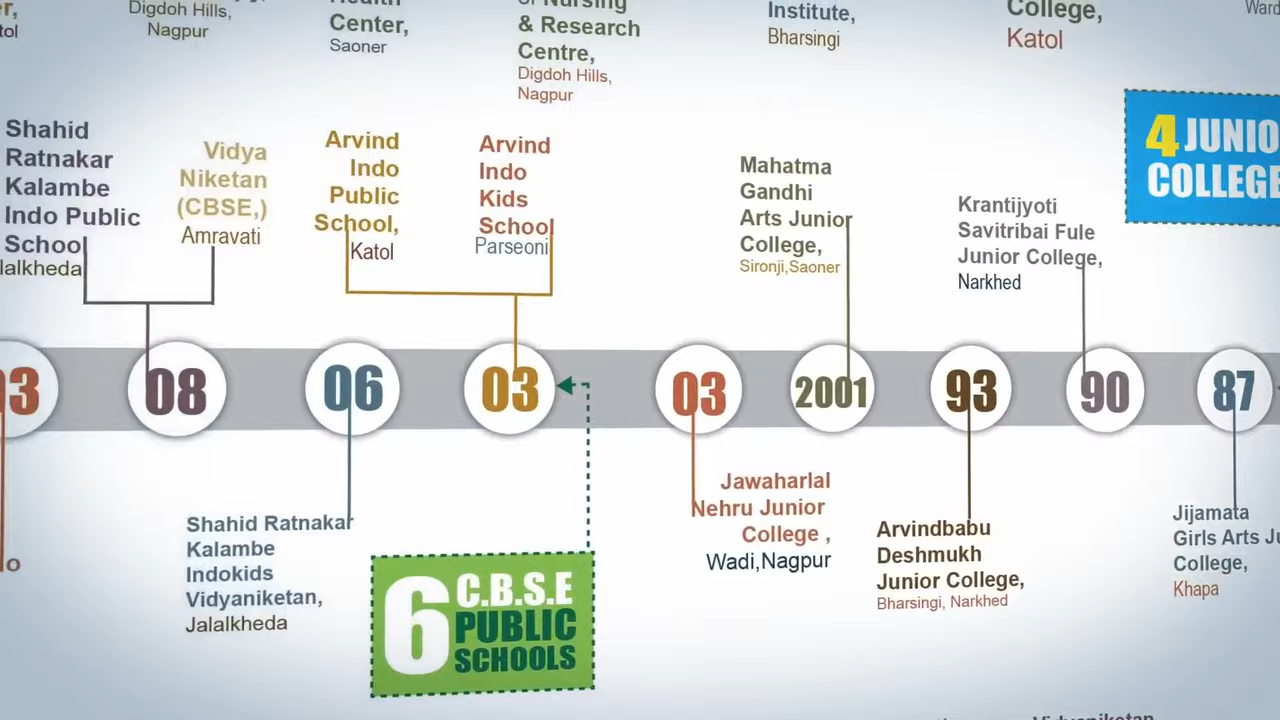 Digdoh Hills,
Nagpur
Center,
Saoner
& Research
Centre,
Digdoh Hills,
Nagpur
Institute,
Bharsingi
College,
Katol
Shahid
Ratnakar
Kalambe
Indo Public
School
Jalalkheda
Vidya
Niketan
(CBSE,)
Amravati
Arvind
Indo
Public
School,
Katol
Arvind
Indo
Kids
School
Parseoni
Mahatma
Gandhi
Arts Junior
College,
Sironji,Saoner
Krantijyoti
Savitribai Fule
Junior College,
Narkhed
4 JUNIO
COLLEGE
03
08
06
03
03
2001
93
90
87
Shahid Ratnakar
Kalambe
Indokids
Vidyaniketan,
Jalalkheda
6 C.B.S.E
PUBLIC
SCHOOLS
Jawaharlal
Nehru Junior
College ,
Wadi,Nagpur
Arvindbabu
Deshmukh
Junior College,
Bharsingi, Narkhed
Jijamata
Girls Arts Ju
College,
Khapa